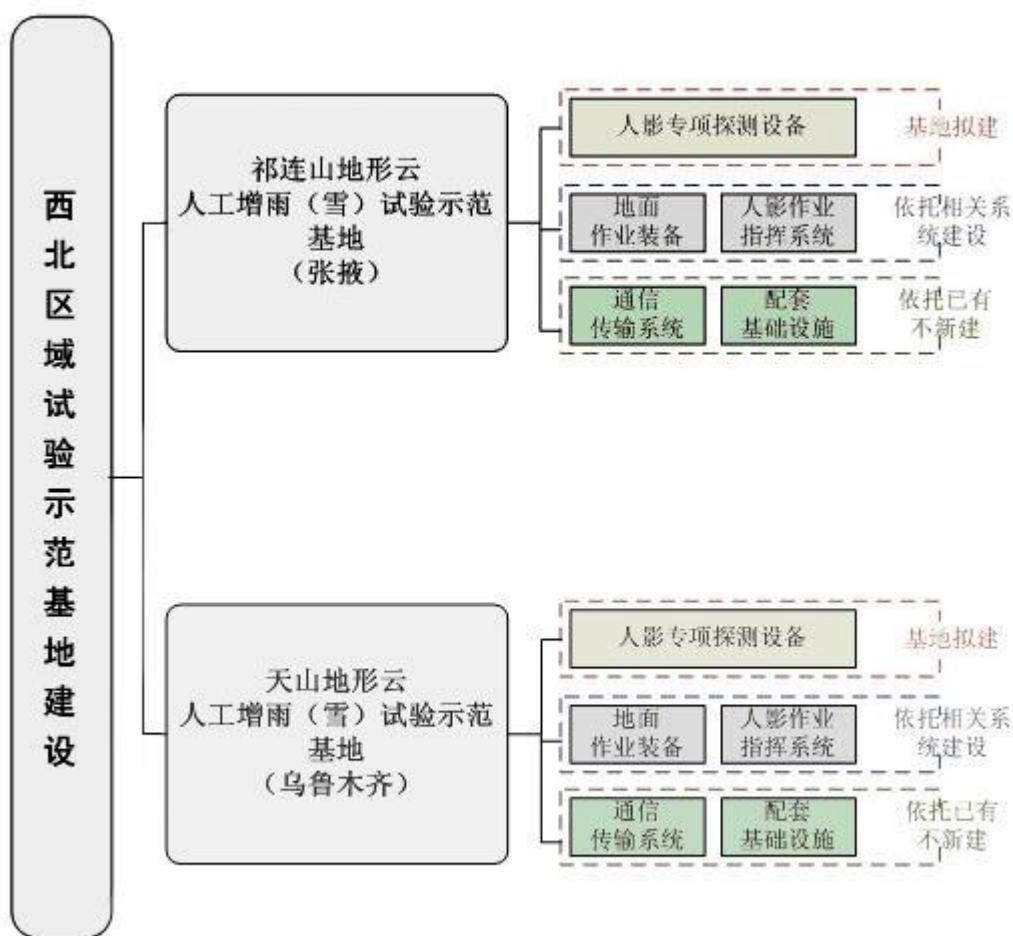 西北区域试验示范基地建设
祁连山地形云
人工增雨（雪）试验示范
基地
（张掖）
人影专项探测设备
基地拟建
地面
作业装备
人影作业
指挥系统
依托相关系
统建设
通信
传输系统
配套
基础设施
依托已有
不新建
天山地形云
人工增雨（雪）试验示范
基地
（乌鲁木齐）
人影专项探测设备
基地拟建
地面
作业装备
人影作业
指挥系统
依托相关系
统建设
通信
传输系统
配套
基础设施
依托已有
不新建